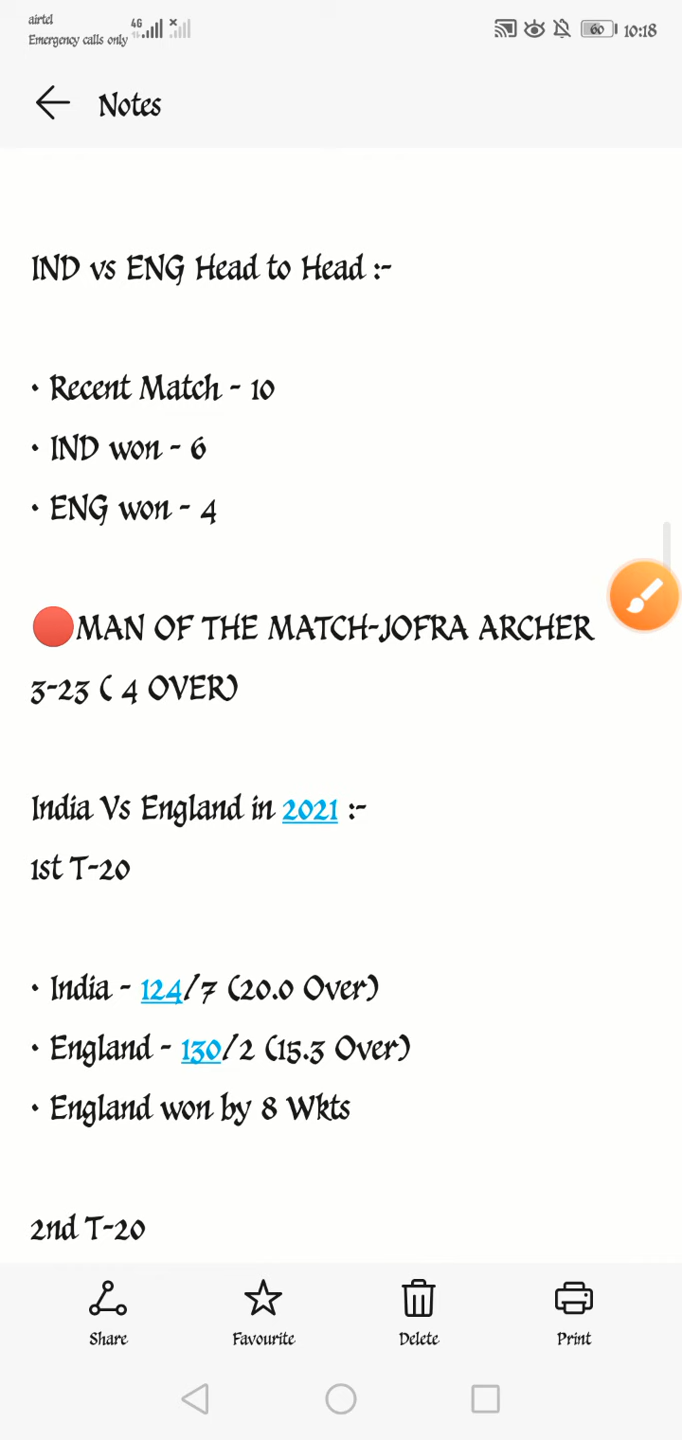 airtel
Emergency calls only
4G
60
10:18
Notes
IND vs ENG Head to Head :-
• Recent Match - 10
• IND won - 6
• ENG won - 4
🔴MAN OF THE MATCH-JOFRA ARCHER
3-23 ( 4 OVER)
India Vs England in 2021 :-
1st T-20
• India - 124/7 (20.0 Over)
• England - 130/2 (15.3 Over)
• England won by 8 Wkts
2nd T-20
Share
Favourite
Delete
Print